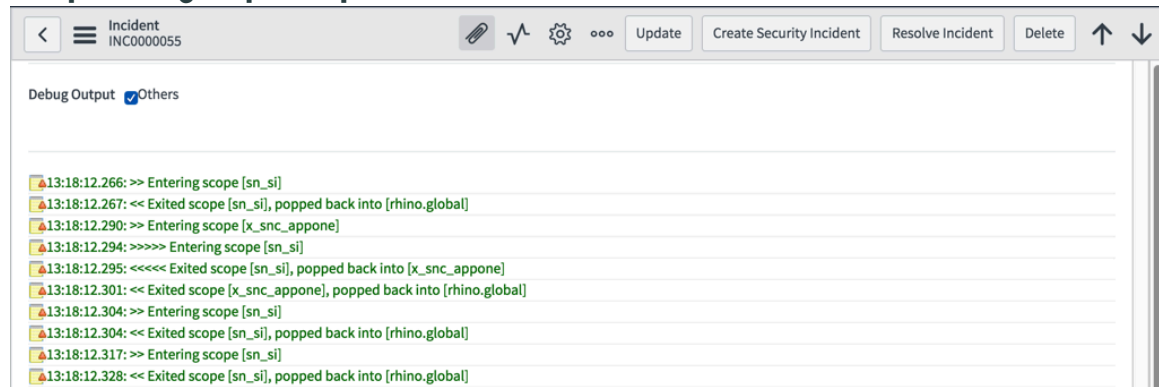 Incident
INC0000055
Update
Create Security Incident
Resolve Incident
Delete
Debug Output Others
13:18:12.266: >> Entering scope [sn_si]
13:18:12.267: << Exited scope [sn_si], popped back into [rhino.global]
13:18:12.290: >> Entering scope [x_snc_appone]
13:18:12.294: >>>>> Entering scope [sn_si]
13:18:12.295: <<<<< Exited scope [sn_si], popped back into [x_snc_appone]
13:18:12.301: << Exited scope [x_snc_appone], popped back into [rhino.global]
13:18:12.304: >> Entering scope [sn_si]
13:18:12.304: << Exited scope [sn_si], popped back into [rhino.global]
13:18:12.317: >> Entering scope [sn_si]
13:18:12.328: << Exited scope [sn_si], popped back into [rhino.global]